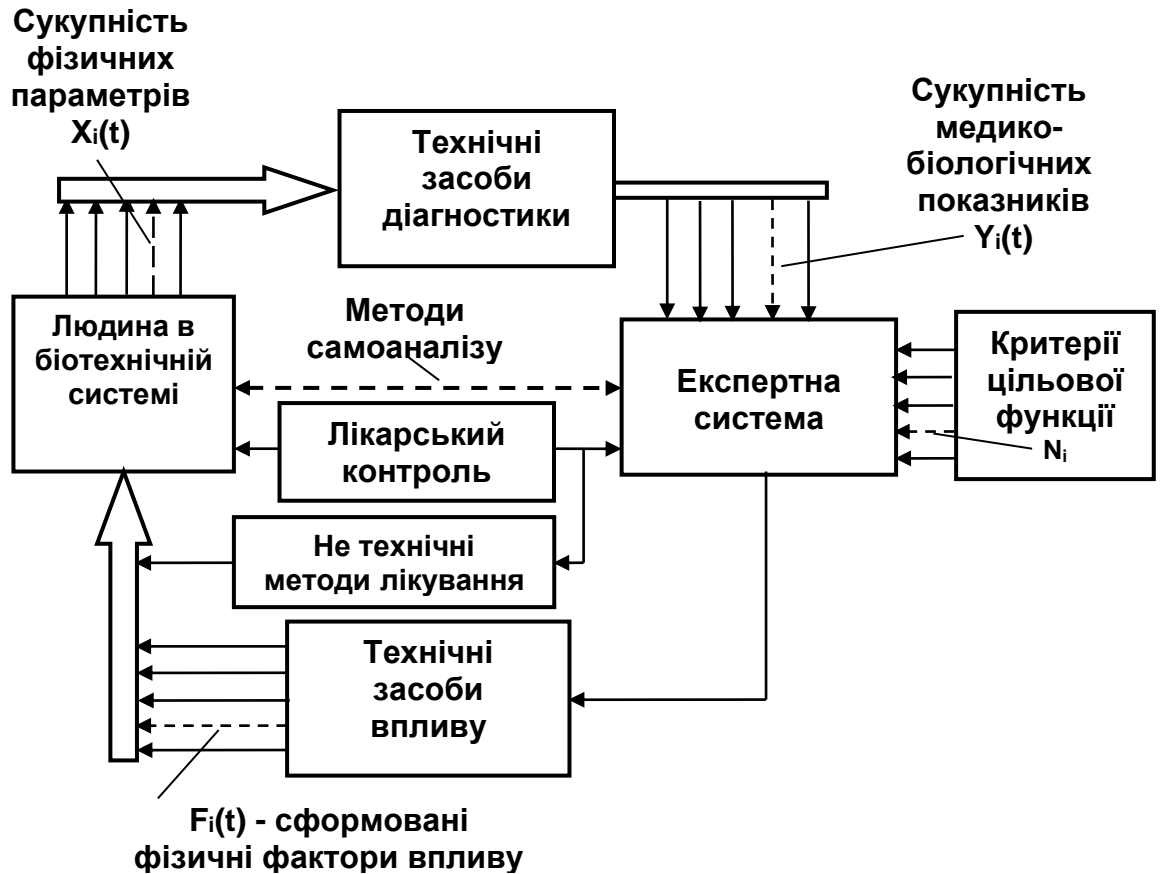 Сукупність
фізичних
параметрів
Xi(t)
Технічні
засоби
діагностики
Сукупність
медико-
біологічних
показників
Yi(t)
Людина в
біотехнічній
системі
Методи
самоаналізу
Експертна
система
Критерії
цільової
функції
Ni
Лікарський
контроль
Не технічні
методи лікування
Технічні
засоби
впливу
Fi(t) - сформовані
фізичні фактори впливу